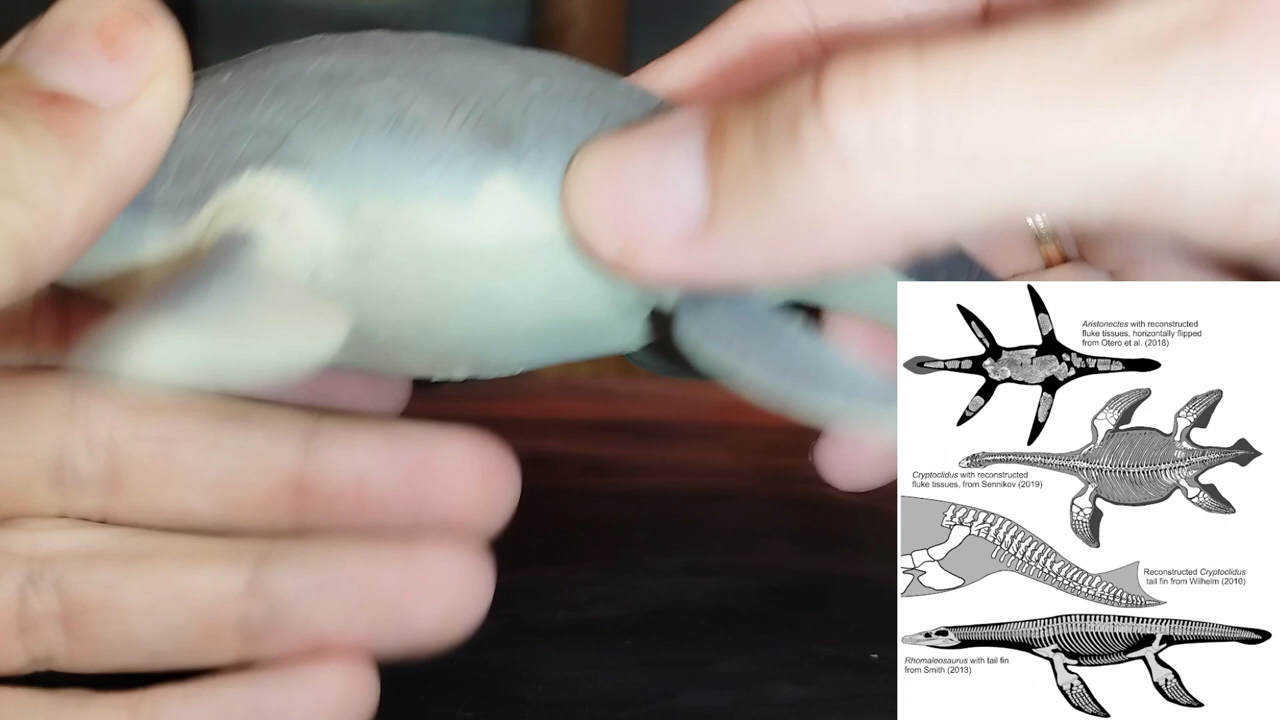 Aristonectes with reconstructed
fluke tissues, horizontally flipped
from Otero et al. (2018)
Cryptoclidus with reconstructed
fluke tissues, from Sennikov (2019)
Reconstructed Cryptoclidus
tail fin from Wilhelm (2010)
Rhomaleosaurus with tail fin
from Smith (2013)